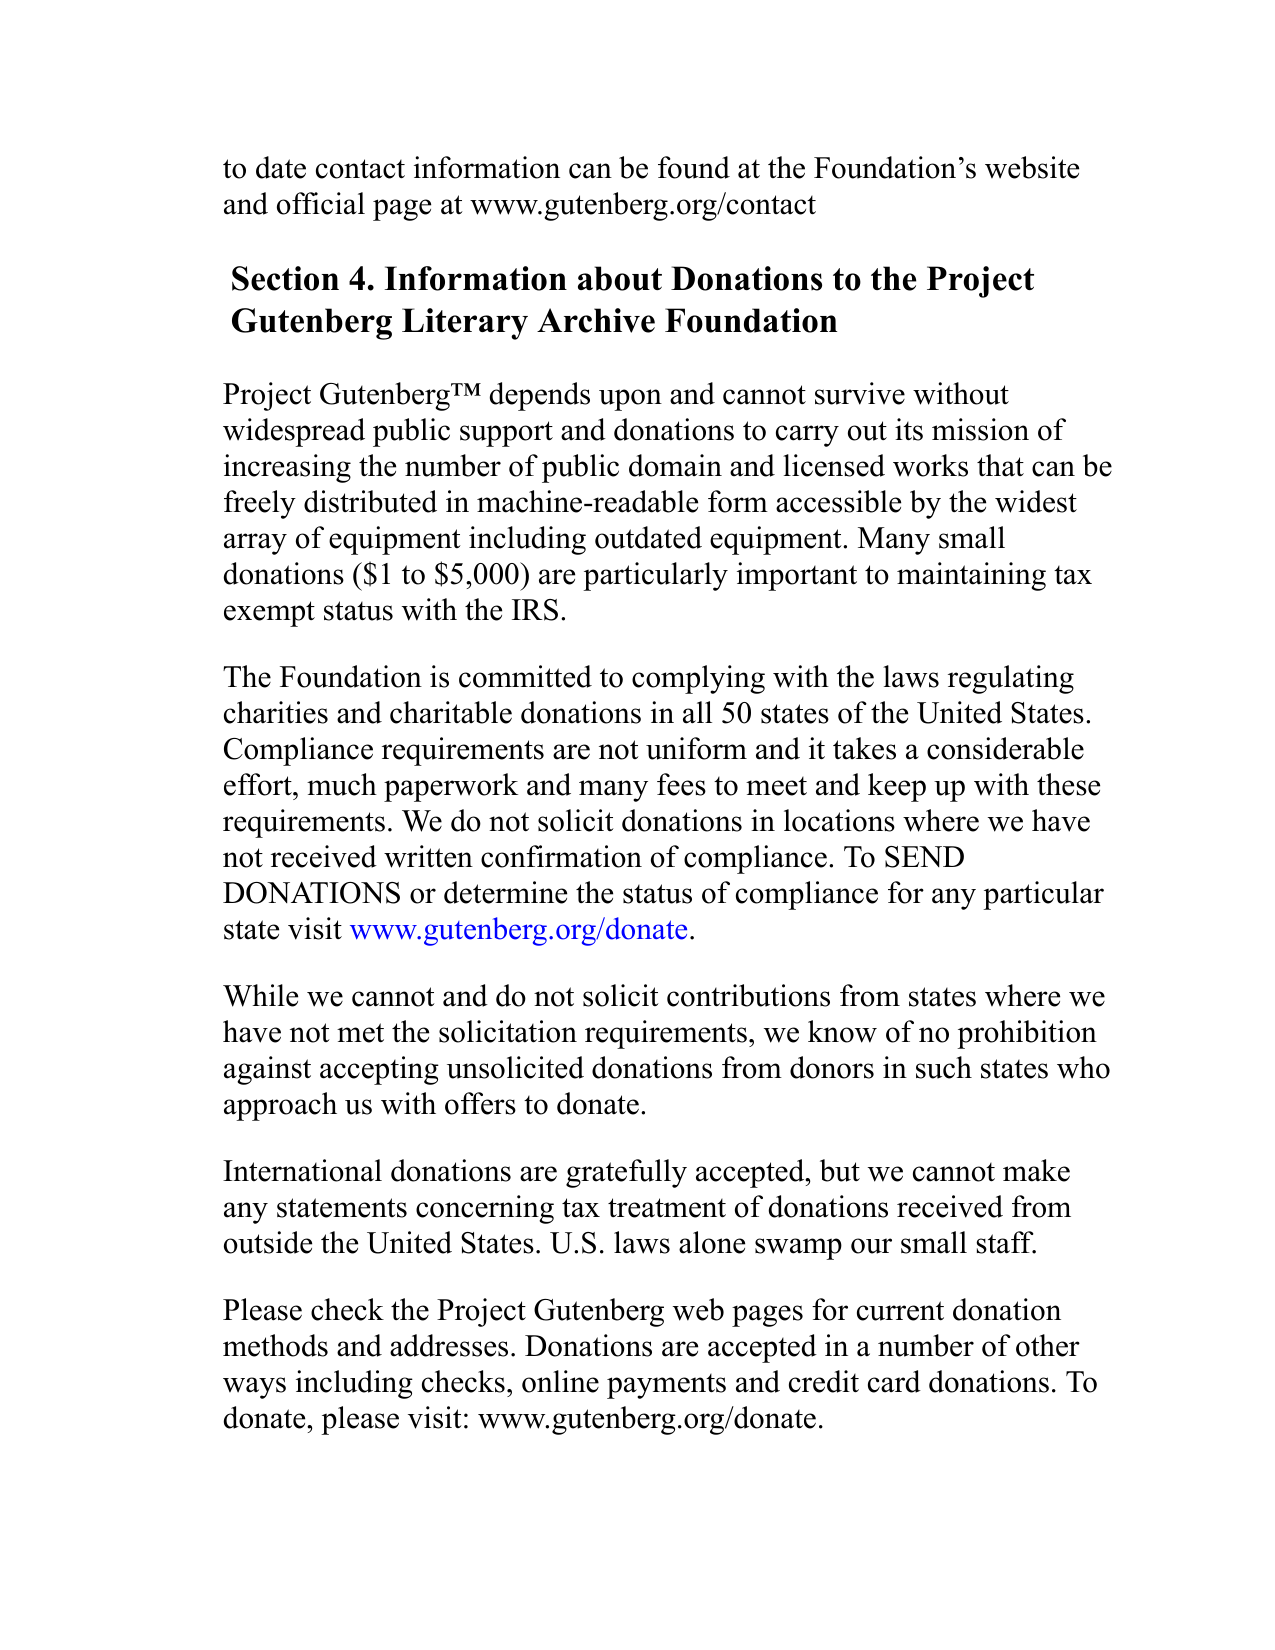 to date contact information can be found at the Foundation’s website
and official page at www.gutenberg.org/contact
Section 4. Information about Donations to the Project
Gutenberg Literary Archive Foundation
Project Gutenberg™ depends upon and cannot survive without
widespread public support and donations to carry out its mission of
increasing the number of public domain and licensed works that can be
freely distributed in machine-readable form accessible by the widest
array of equipment including outdated equipment. Many small
donations ($1 to $5,000) are particularly important to maintaining tax
exempt status with the IRS.
The Foundation is committed to complying with the laws regulating
charities and charitable donations in all 50 states of the United States.
Compliance requirements are not uniform and it takes a considerable
effort, much paperwork and many fees to meet and keep up with these
requirements. We do not solicit donations in locations where we have
not received written confirmation of compliance. To SEND
DONATIONS or determine the status of compliance for any particular
state visit www.gutenberg.org/donate.
While we cannot and do not solicit contributions from states where we
have not met the solicitation requirements, we know of no prohibition
against accepting unsolicited donations from donors in such states who
approach us with offers to donate.
International donations are gratefully accepted, but we cannot make
any statements concerning tax treatment of donations received from
outside the United States. U.S. laws alone swamp our small staff.
Please check the Project Gutenberg web pages for current donation
methods and addresses. Donations are accepted in a number of other
ways including checks, online payments and credit card donations. To
donate, please visit: www.gutenberg.org/donate.